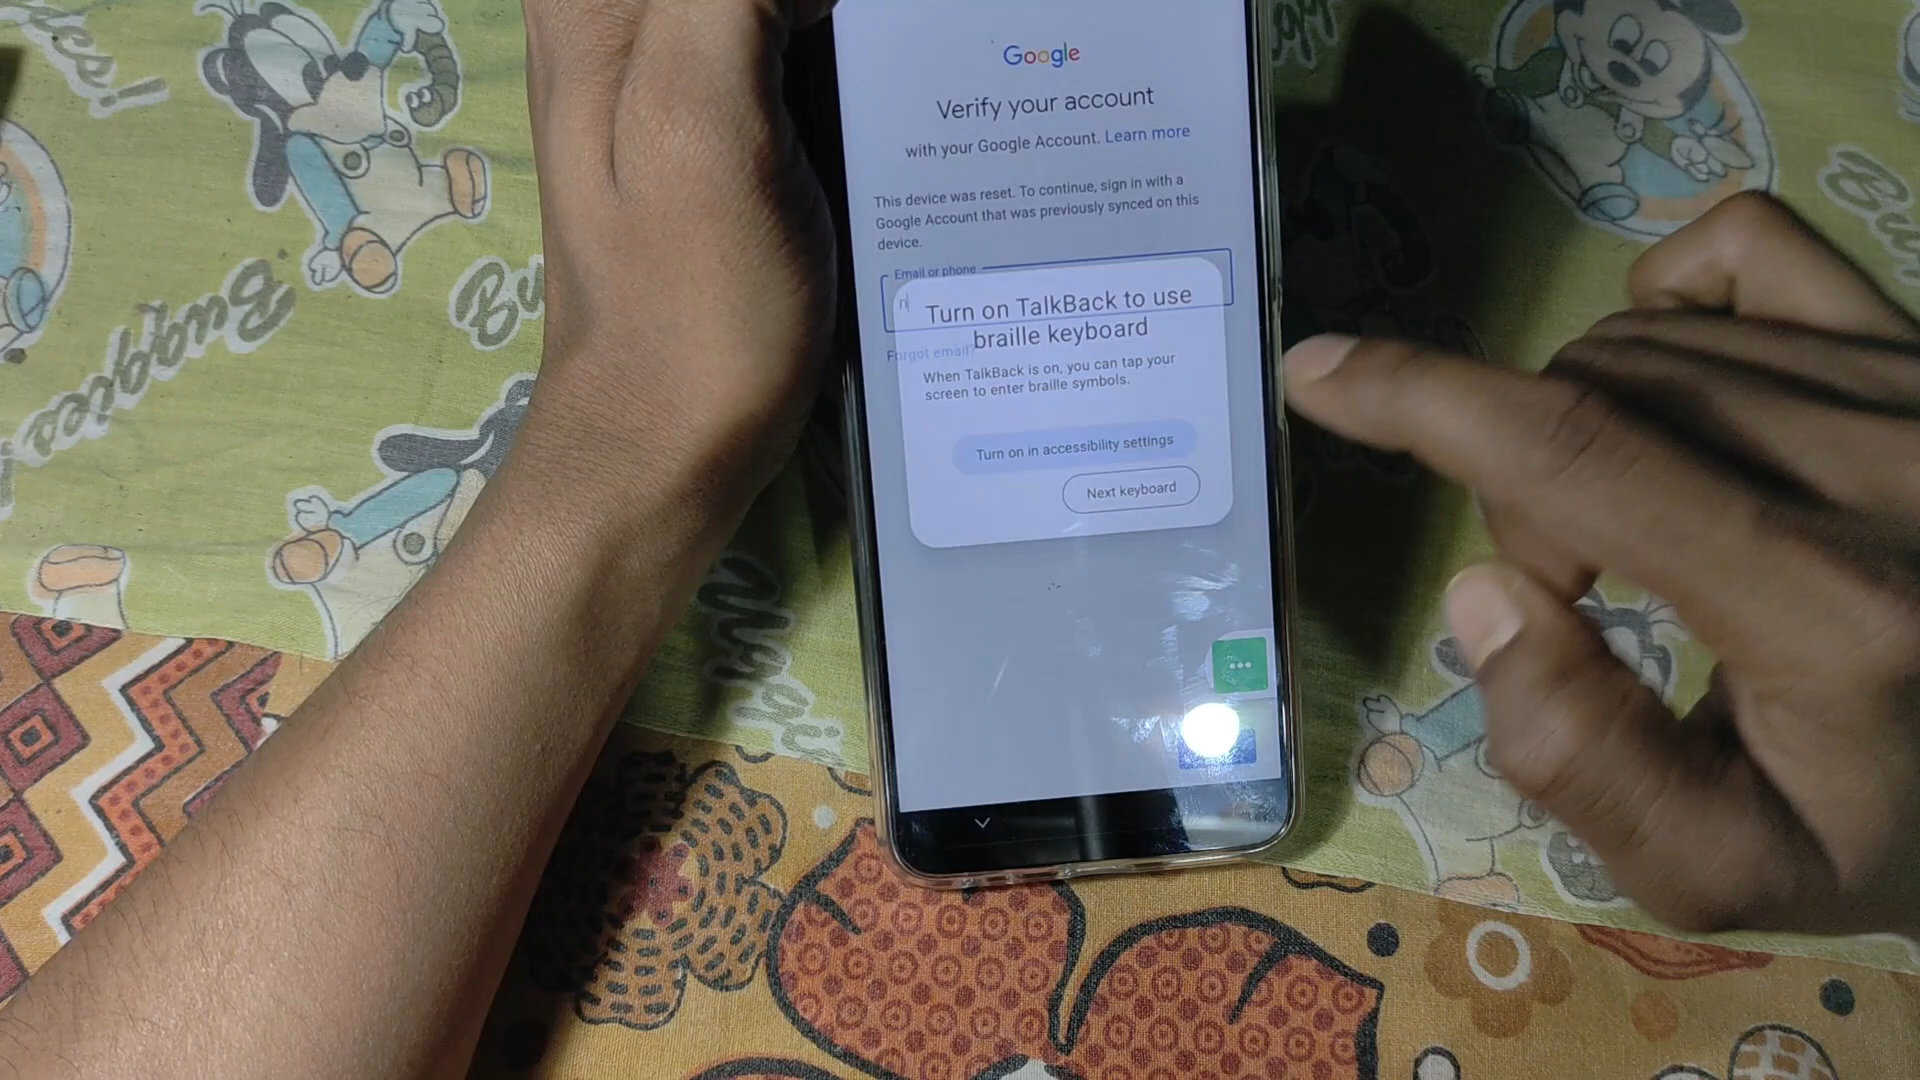 Google
Verify your account
with your Google Account. Learn more
This device was reset. To continue, sign in with a
Google Account that was previously synced on this
device.
Email or phone
n
Turn on TalkBack to use
braille keyboard
Forgot email?
When TalkBack is on, you can tap your
screen to enter braille symbols.
Turn on in accessibility settings
Next keyboard
Buggies!